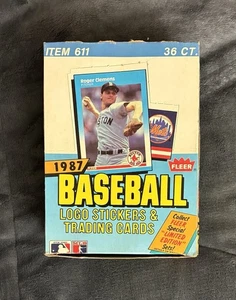 ITEM 611 36 CT.
Roger Clemens
FLEER
1987
BASEBALL
LOGO STICKERS &
TRADING CARDS
Collect
FLEER
Special
"LIMITED
EDITION"
Sets!